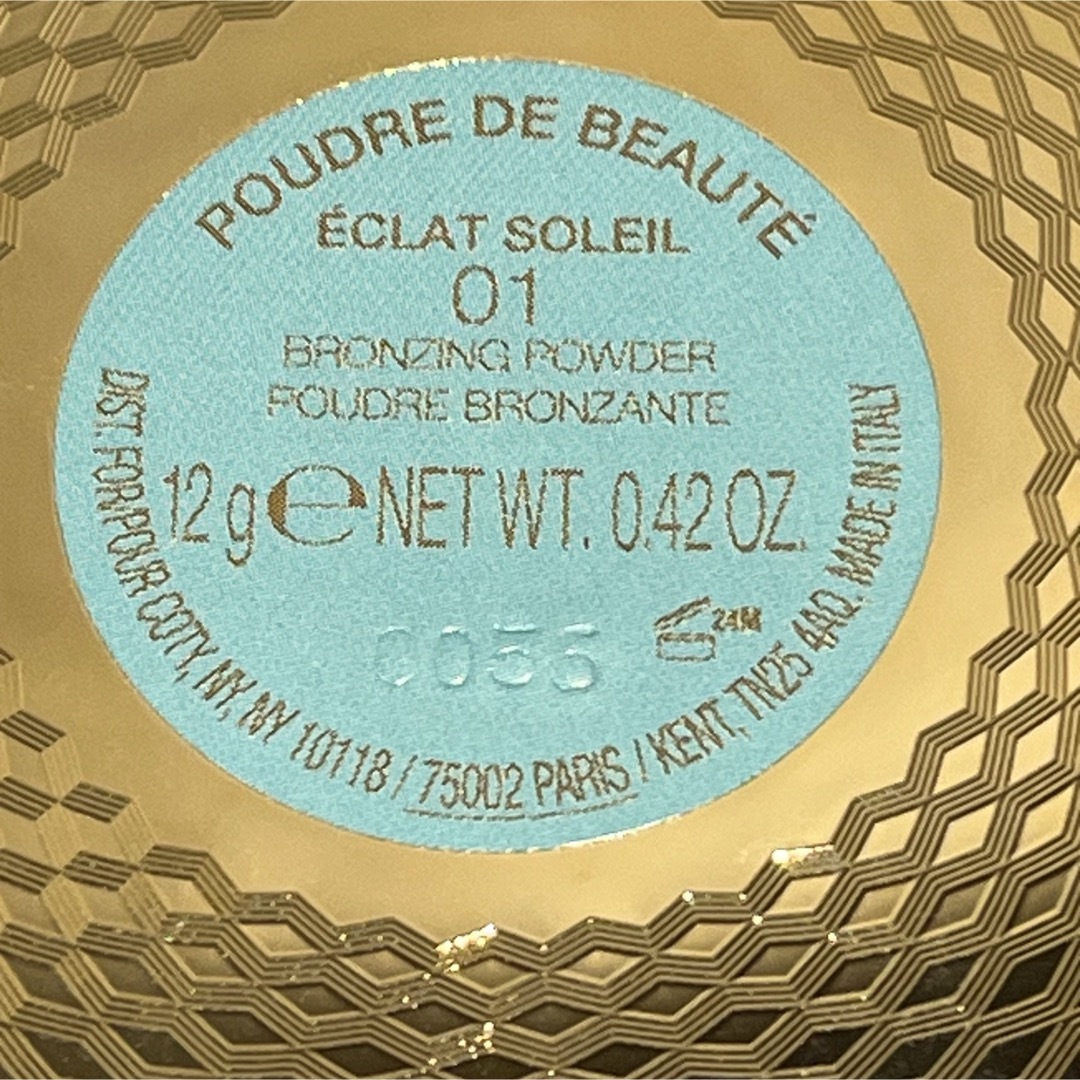 POUDRE DE BEAUTÉ
ÉCLAT SOLEIL
01
BRONZING POWDER
POUDRE BRONZANTE
12 g e NET WT. 0.42 OZ.
24M
DIST. FOR/POUR COTY, NY, NY 10118 / 75002 PARIS / KENT, TN25 4AQ. MADE IN ITALY